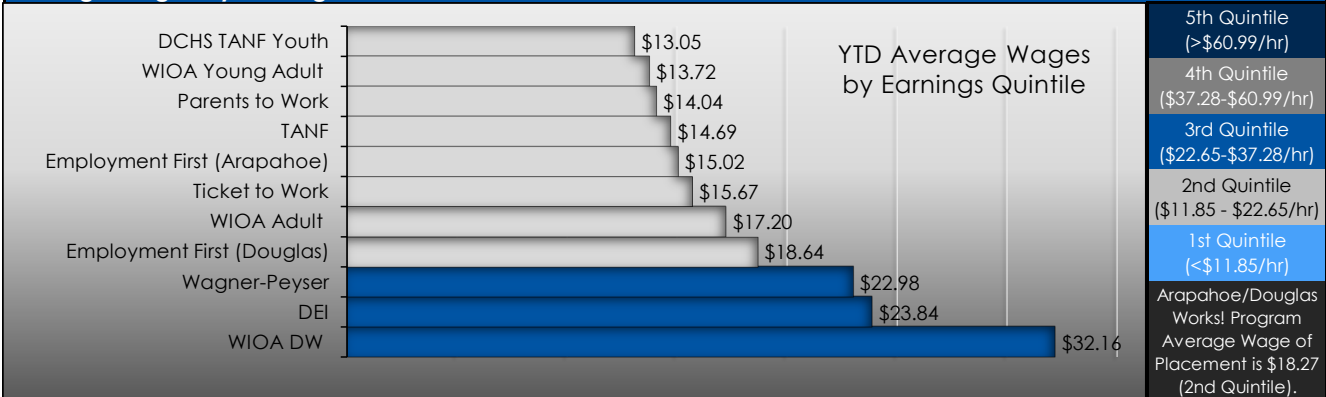 YTD Average Wages
by Earnings Quintile
DCHS TANF Youth $13.05
WIOA Young Adult $13.72
Parents to Work $14.04
TANF $14.69
Employment First (Arapahoe) $15.02
Ticket to Work $15.67
WIOA Adult $17.20
Employment First (Douglas) $18.64
Wagner-Peyser $22.98
DEI $23.84
WIOA DW $32.16
5th Quintile
(>$60.99/hr)
4th Quintile
($37.28-$60.99/hr)
3rd Quintile
($22.65-$37.28/hr)
2nd Quintile
($11.85 - $22.65/hr)
1st Quintile
(<$11.85/hr)
Arapahoe/Douglas
Works! Program
Average Wage of
Placement is $18.27
(2nd Quintile).